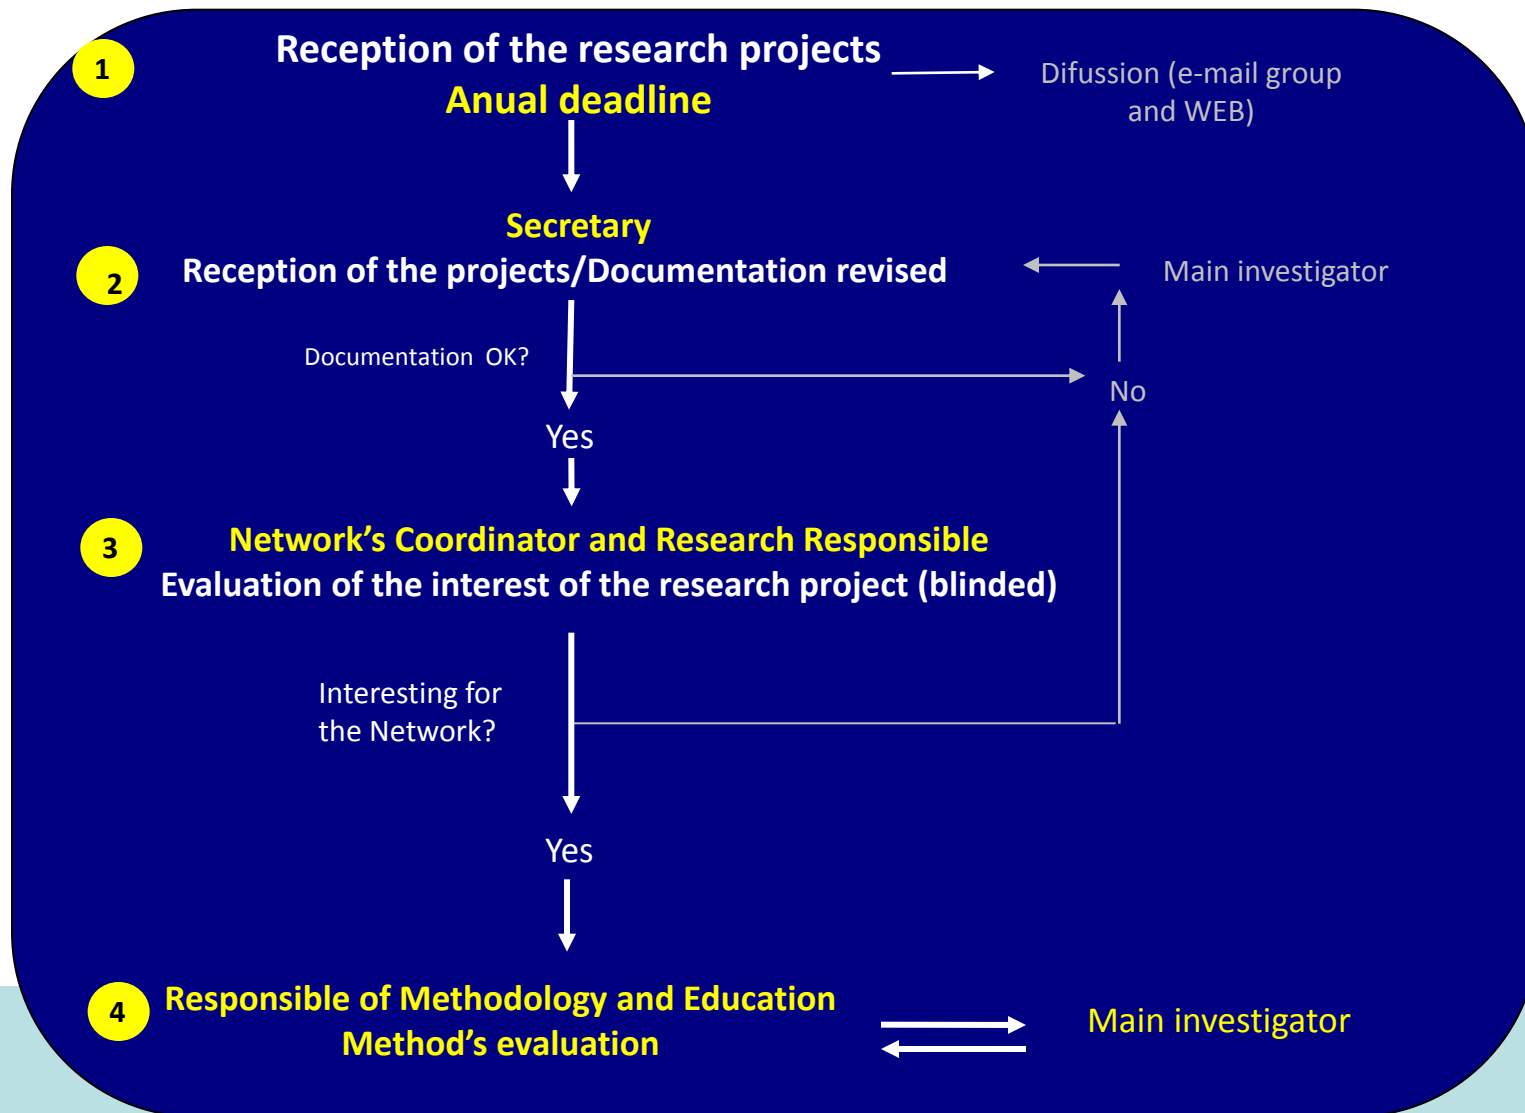 1
Reception of the research projects
Anual deadline
Difussion (e-mail group
and WEB)
Secretary
2
Reception of the projects/Documentation revised
Main investigator
Documentation OK?
No
Yes
3
Network’s Coordinator and Research Responsible
Evaluation of the interest of the research project (blinded)
Interesting for
the Network?
Yes
4
Responsible of Methodology and Education
Method’s evaluation
Main investigator